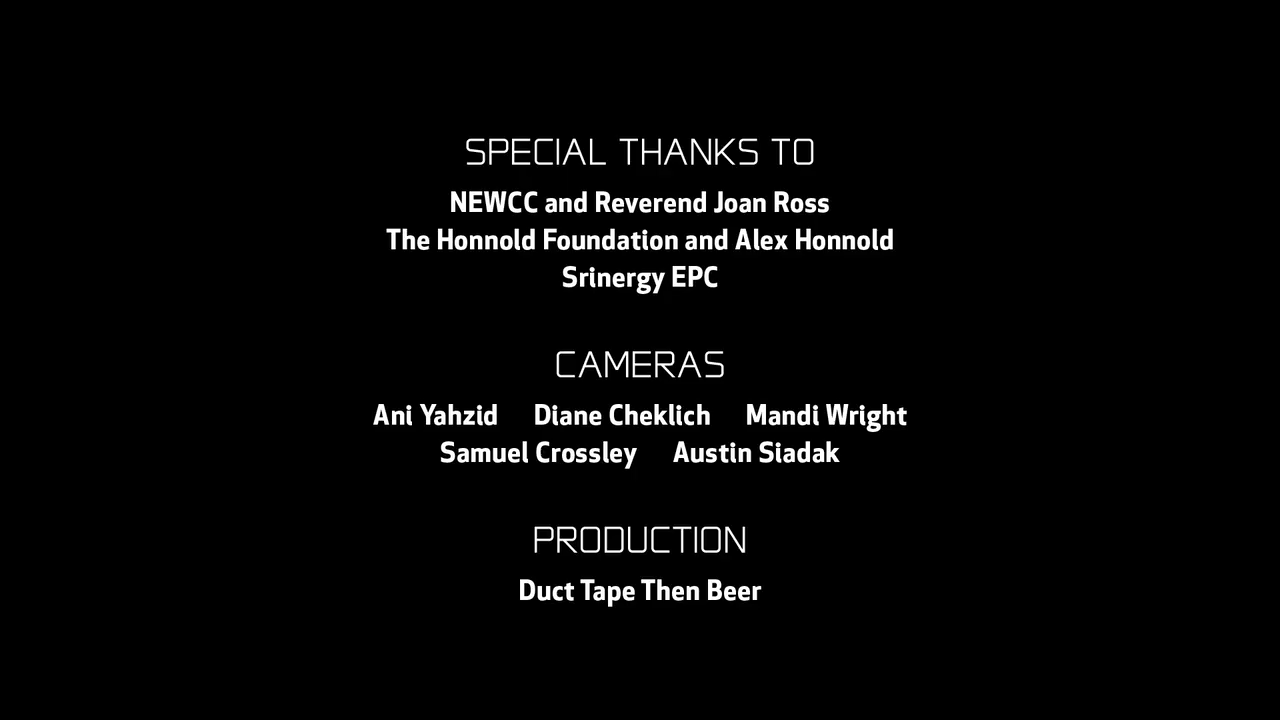 SPECIAL THANKS TO
NEWCC and Reverend Joan Ross
The Honnold Foundation and Alex Honnold
Srinergy EPC
CAMERAS
Ani Yahzid Diane Cheklich Mandi Wright
Samuel Crossley Austin Siadak
PRODUCTION
Duct Tape Then Beer